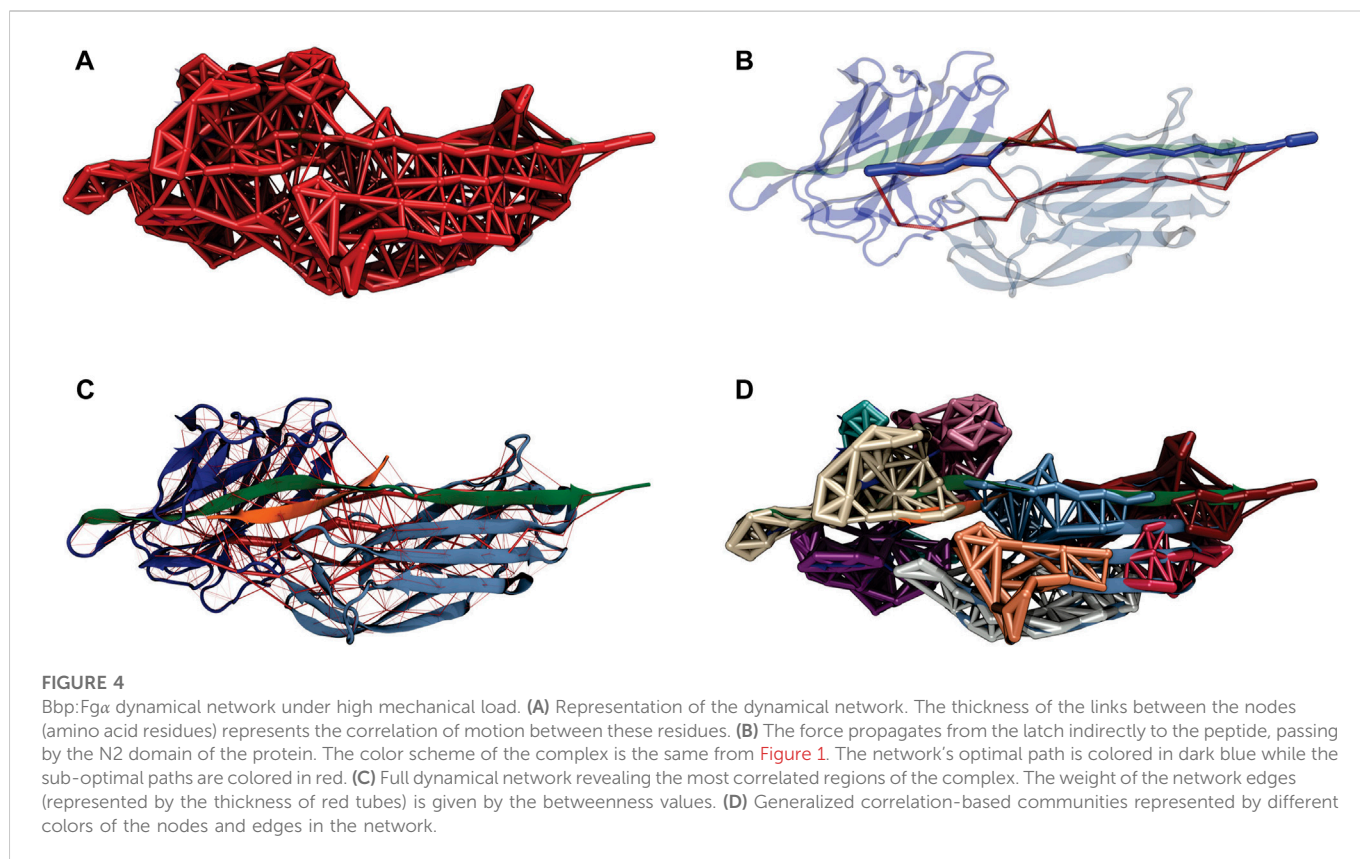 A
B
C
D
FIGURE 4
Bbp:Fgα dynamical network under high mechanical load. (A) Representation of the dynamical network. The thickness of the links between the nodes
(amino acid residues) represents the correlation of motion between these residues. (B) The force propagates from the latch indirectly to the peptide, passing
by the N2 domain of the protein. The color scheme of the complex is the same from Figure 1. The network's optimal path is colored in dark blue while the
sub-optimal paths are colored in red. (C) Full dynamical network revealing the most correlated regions of the complex. The weight of the network edges
(represented by the thickness of red tubes) is given by the betweenness values. (D) Generalized correlation-based communities represented by different
colors of the nodes and edges in the network.